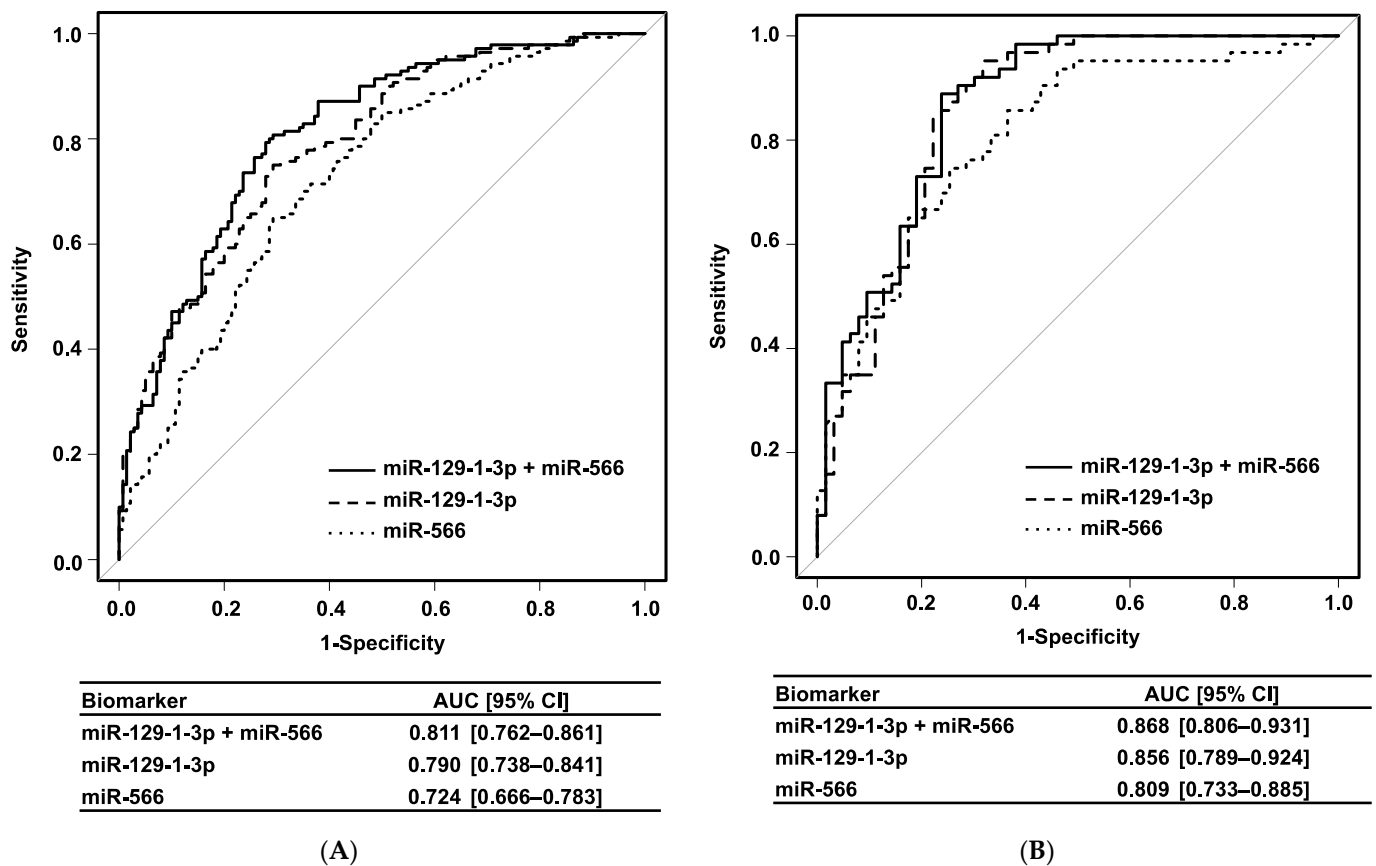 1.0
0.8
0.6
0.4
0.2
0.0
Sensitivity
miR-129-1-3p + miR-566
miR-129-1-3p
miR-566
0.0 0.2 0.4 0.6 0.8 1.0
1-Specificity
Biomarker AUC [95% CI]
miR-129-1-3p + miR-566 0.811 [0.762–0.861]
miR-129-1-3p 0.790 [0.738–0.841]
miR-566 0.724 [0.666–0.783]
(A)
1.0
0.8
0.6
0.4
0.2
0.0
Sensitivity
miR-129-1-3p + miR-566
miR-129-1-3p
miR-566
0.0 0.2 0.4 0.6 0.8 1.0
1-Specificity
Biomarker AUC [95% CI]
miR-129-1-3p + miR-566 0.868 [0.806–0.931]
miR-129-1-3p 0.856 [0.789–0.924]
miR-566 0.809 [0.733–0.885]
(B)